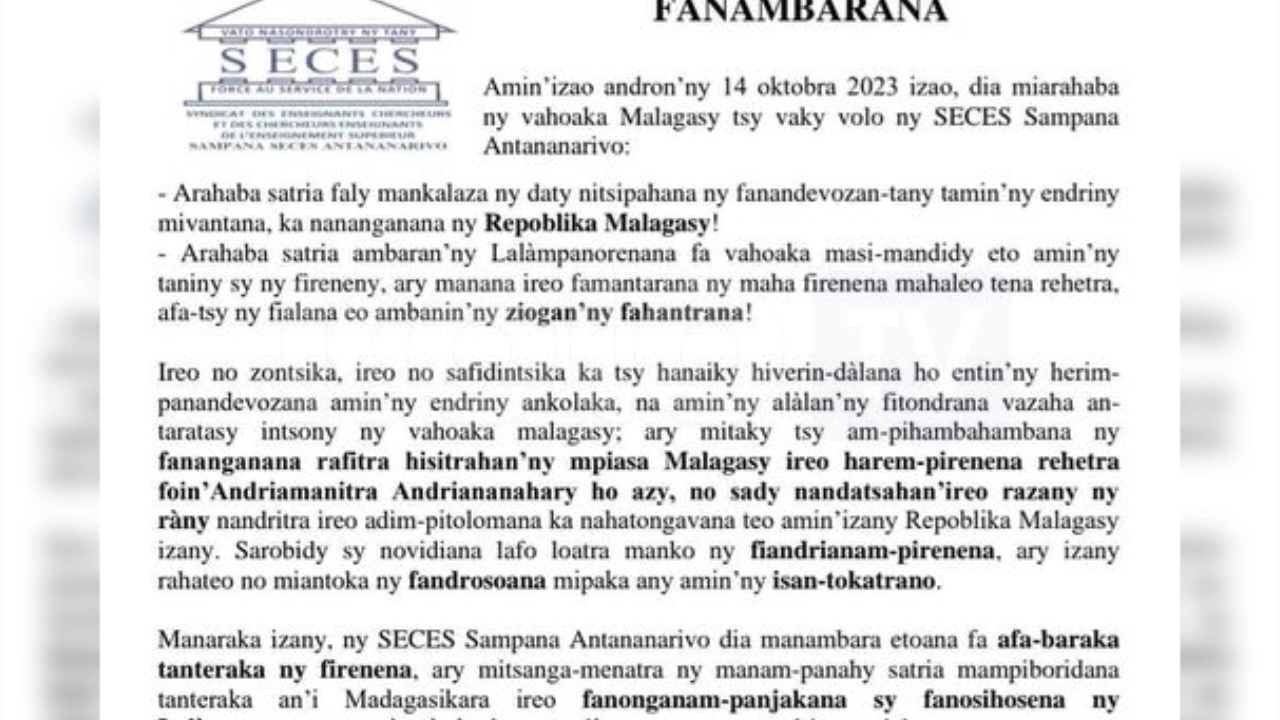 FANAMBARANA
VATO NASONDROTRY NY TANY
SECES
FORCE AU SERVICE DE LA NATION
SYNDICAT DES ENSEIGNANTS CHERCHEURS
ET DES CHERCHEURS ENSEIGNANTS
DE L'ENSEIGNEMENT SUPERIEUR
SAMPANA SECES ANTANANARIVO
Amin'izao andron'ny 14 oktobra 2023 izao, dia miarahaba
ny vahoaka Malagasy tsy vaky volo ny SECES Sampana
Antananarivo:
- Arahaba satria faly mankalaza ny daty nitsipahana ny fanandevozan-tany tamin'ny endriny
mivantana, ka nananganana ny Repoblika Malagasy!
- Arahaba satria ambaran'ny Lalàmpanorenana fa vahoaka masi-mandidy eto amin'ny
taniny sy ny fireneny, ary manana ireo famantarana ny maha firenena mahaleo tena rehetra,
afa-tsy ny fialana eo ambanin'ny ziogan'ny fahantrana!
Ireo no zontsika, ireo no safidintsika ka tsy hanaiky hiverin-dàlana ho entin'ny herim-
panandevozana amin'ny endriny ankolaka, na amin'ny alàlan'ny fitondrana vazaha an-
taratasy intsony ny vahoaka malagasy; ary mitaky tsy am-pihambahambana ny
fananganana rafitra hisitrahan'ny mpiasa Malagasy ireo harem-pirenena rehetra
foin'Andriamanitra Andriananahary ho azy, no sady nandatsahan'ireo razany ny
ràny nandritra ireo adim-pitolomana ka nahatongavana teo amin'izany Repoblika Malagasy
izany. Sarobidy sy novidiana lafo loatra manko ny fiandrianam-pirenena, ary izany
rahateo no miantoka ny fandrosoana mipaka any amin'ny isan-tokatrano.
Manaraka izany, ny SECES Sampana Antananarivo dia manambara etoana fa afa-baraka
tanteraka ny firenena, ary mitsanga-menatra ny manam-panahy satria mampiboridana
tanteraka an'i Madagasikara ireo fanonganam-panjakana sy fanosihosena ny